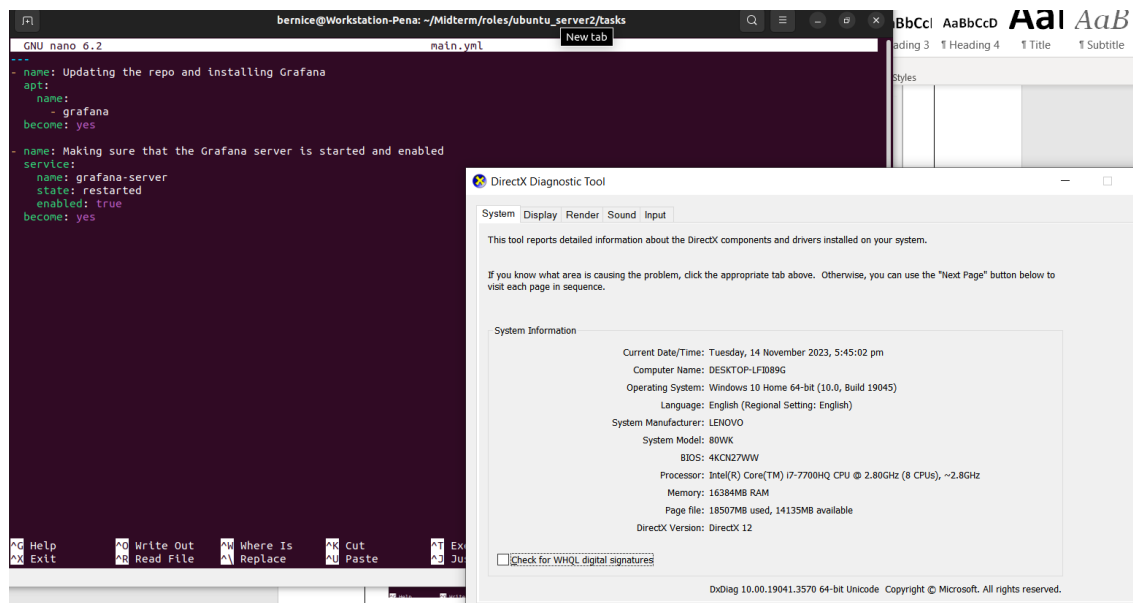 bernice@Workstation-Pena: ~/Midterm/roles/ubuntu_server2/tasks
New tab
GNU nano 6.2 main.yml
---
- name: Updating the repo and installing Grafana
apt:
name:
- grafana
become: yes
- name: Making sure that the Grafana server is started and enabled
service:
name: grafana-server
state: restarted
enabled: true
become: yes
^G Help ^O Write Out ^W Where Is ^K Cut ^T Ex
^X Exit ^R Read File ^\ Replace ^U Paste ^J Ju
BbCcl AaBbCcD AaI AaB
ading 3 ¶ Heading 4 ¶ Title ¶ Subtitle
Styles
DirectX Diagnostic Tool
System Display Render Sound Input
This tool reports detailed information about the DirectX components and drivers installed on your system.
If you know what area is causing the problem, click the appropriate tab above. Otherwise, you can use the "Next Page" button below to
visit each page in sequence.
System Information
Current Date/Time: Tuesday, 14 November 2023, 5:45:02 pm
Computer Name: DESKTOP-LFI089G
Operating System: Windows 10 Home 64-bit (10.0, Build 19045)
Language: English (Regional Setting: English)
System Manufacturer: LENOVO
System Model: 80WK
BIOS: 4KCN27WW
Processor: Intel(R) Core(TM) i7-7700HQ CPU @ 2.80GHz (8 CPUs), ~2.8GHz
Memory: 16384MB RAM
Page file: 18507MB used, 14135MB available
DirectX Version: DirectX 12
Check for WHQL digital signatures
DxDiag 10.00.19041.3570 64-bit Unicode Copyright © Microsoft. All rights reserved.